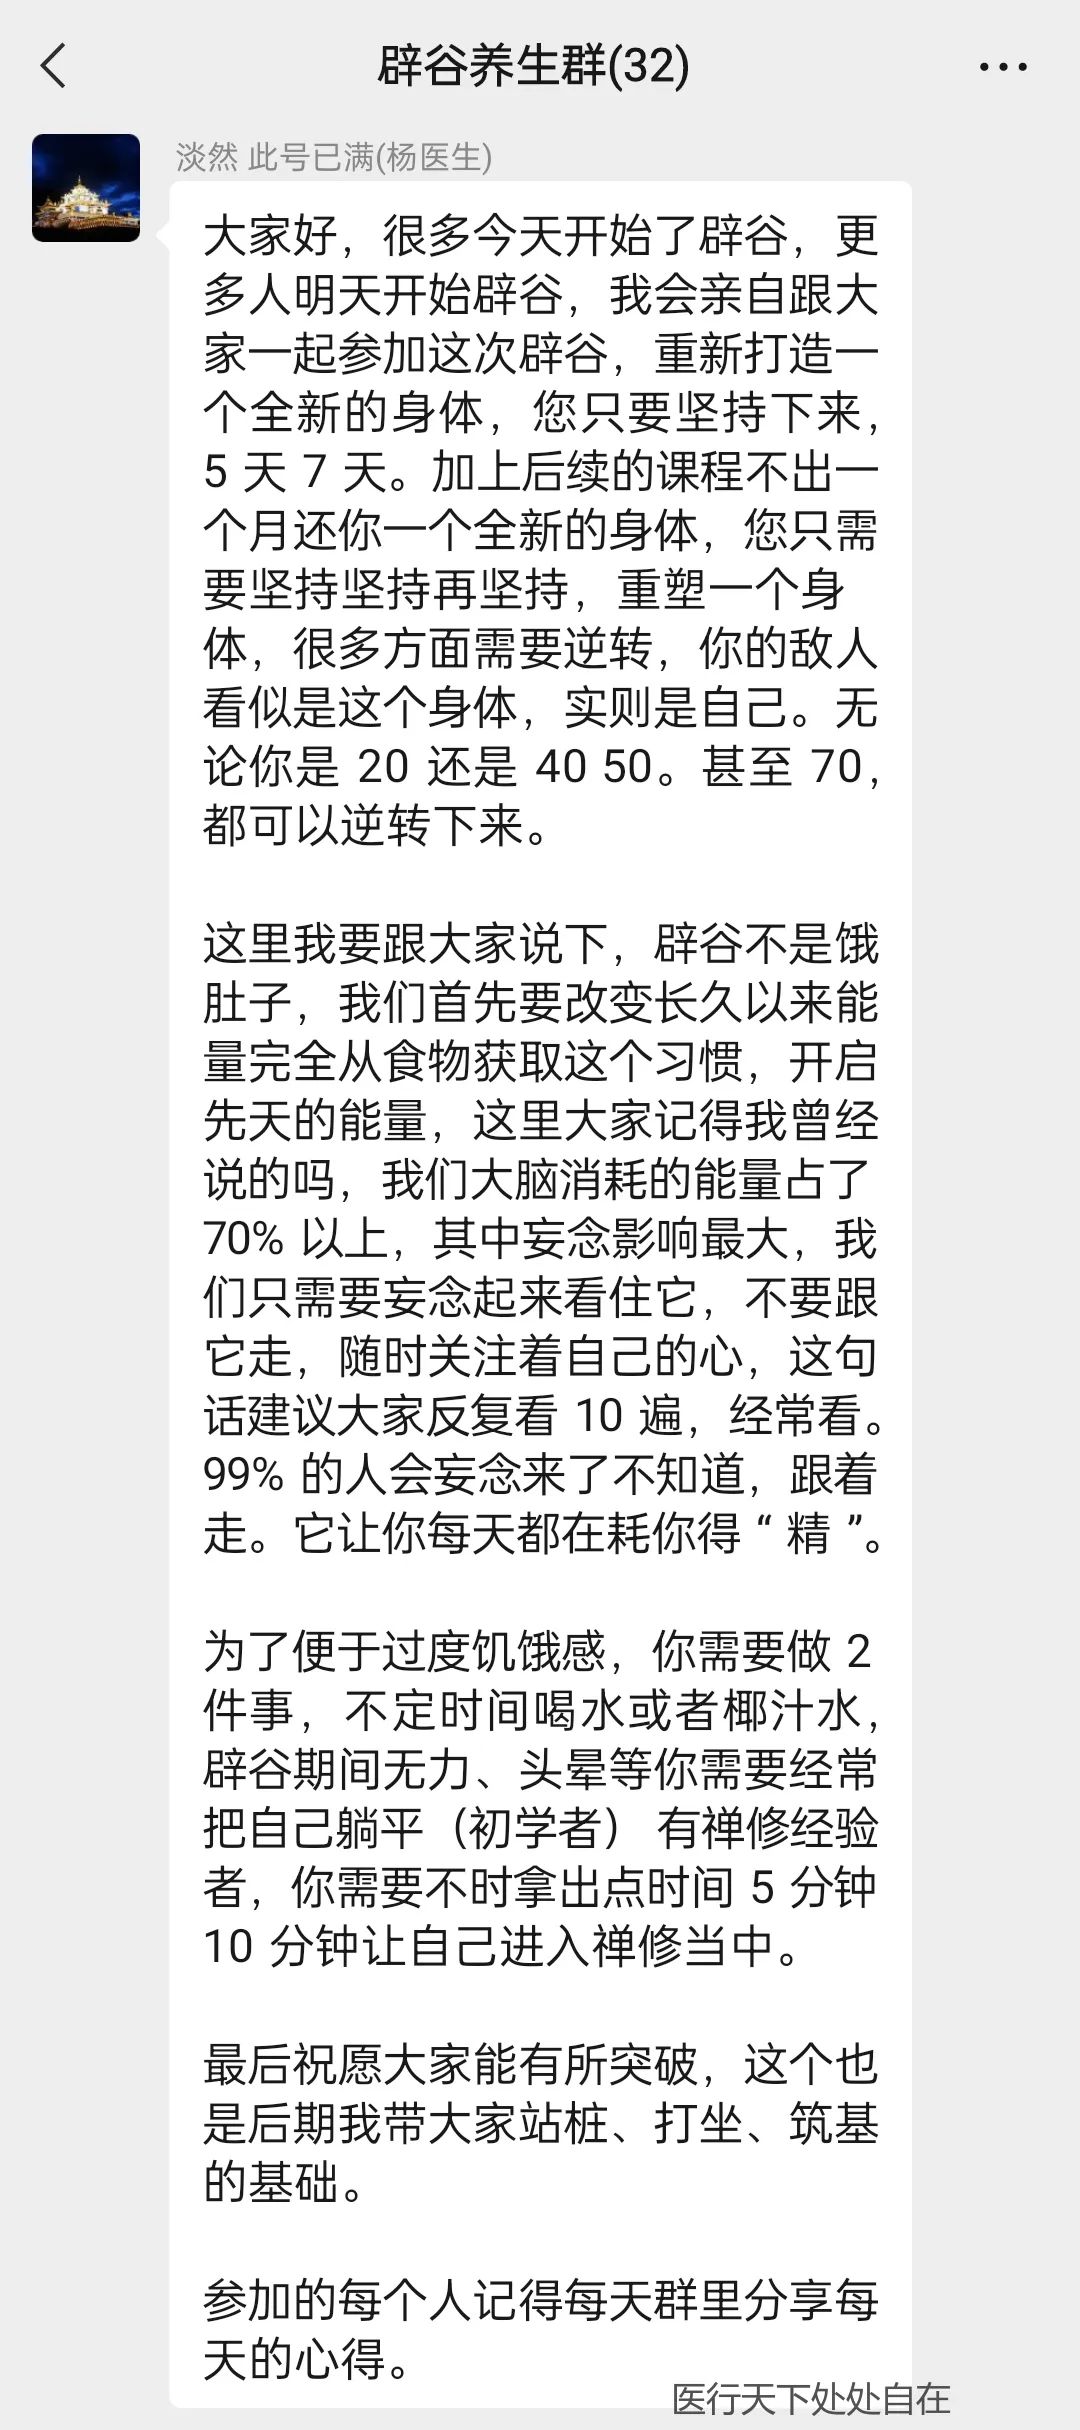 辟谷养生群(32)
淡然 此号已满(杨医生)
大家好，很多今天开始了辟谷，更
多人明天开始辟谷，我会亲自跟大
家一起参加这次辟谷，重新打造一
个全新的身体，您只要坚持下来，
5 天 7 天。加上后续的课程不出一
个月还你一个全新的身体，您只需
要坚持坚持再坚持，重塑一个身
体，很多方面需要逆转，你的敌人
看似是这个身体，实则是自己。无
论你是 20 还是 40 50。甚至 70，
都可以逆转下来。
这里我要跟大家说下，辟谷不是饿
肚子，我们首先要改变长久以来能
量完全从食物获取这个习惯，开启
先天的能量，这里大家记得我曾经
说的吗，我们大脑消耗的能量占了
70% 以上，其中妄念影响最大，我
们只需要妄念起来看住它，不要跟
它走，随时关注着自己的心，这句
话建议大家反复看 10 遍，经常看。
99% 的人会妄念来了不知道，跟着
走。它让你每天都在耗你得 “ 精 ”。
为了便于过度饥饿感，你需要做 2
件事，不定时间喝水或者椰汁水，
辟谷期间无力、头晕等你需要经常
把自己躺平（初学者） 有禅修经验
者，你需要不时拿出点时间 5 分钟
10 分钟让自己进入禅修当中。
最后祝愿大家能有所突破，这个也
是后期我带大家站桩、打坐、筑基
的基础。
参加的每个人记得每天群里分享每
天的心得。
医行天下处处自在